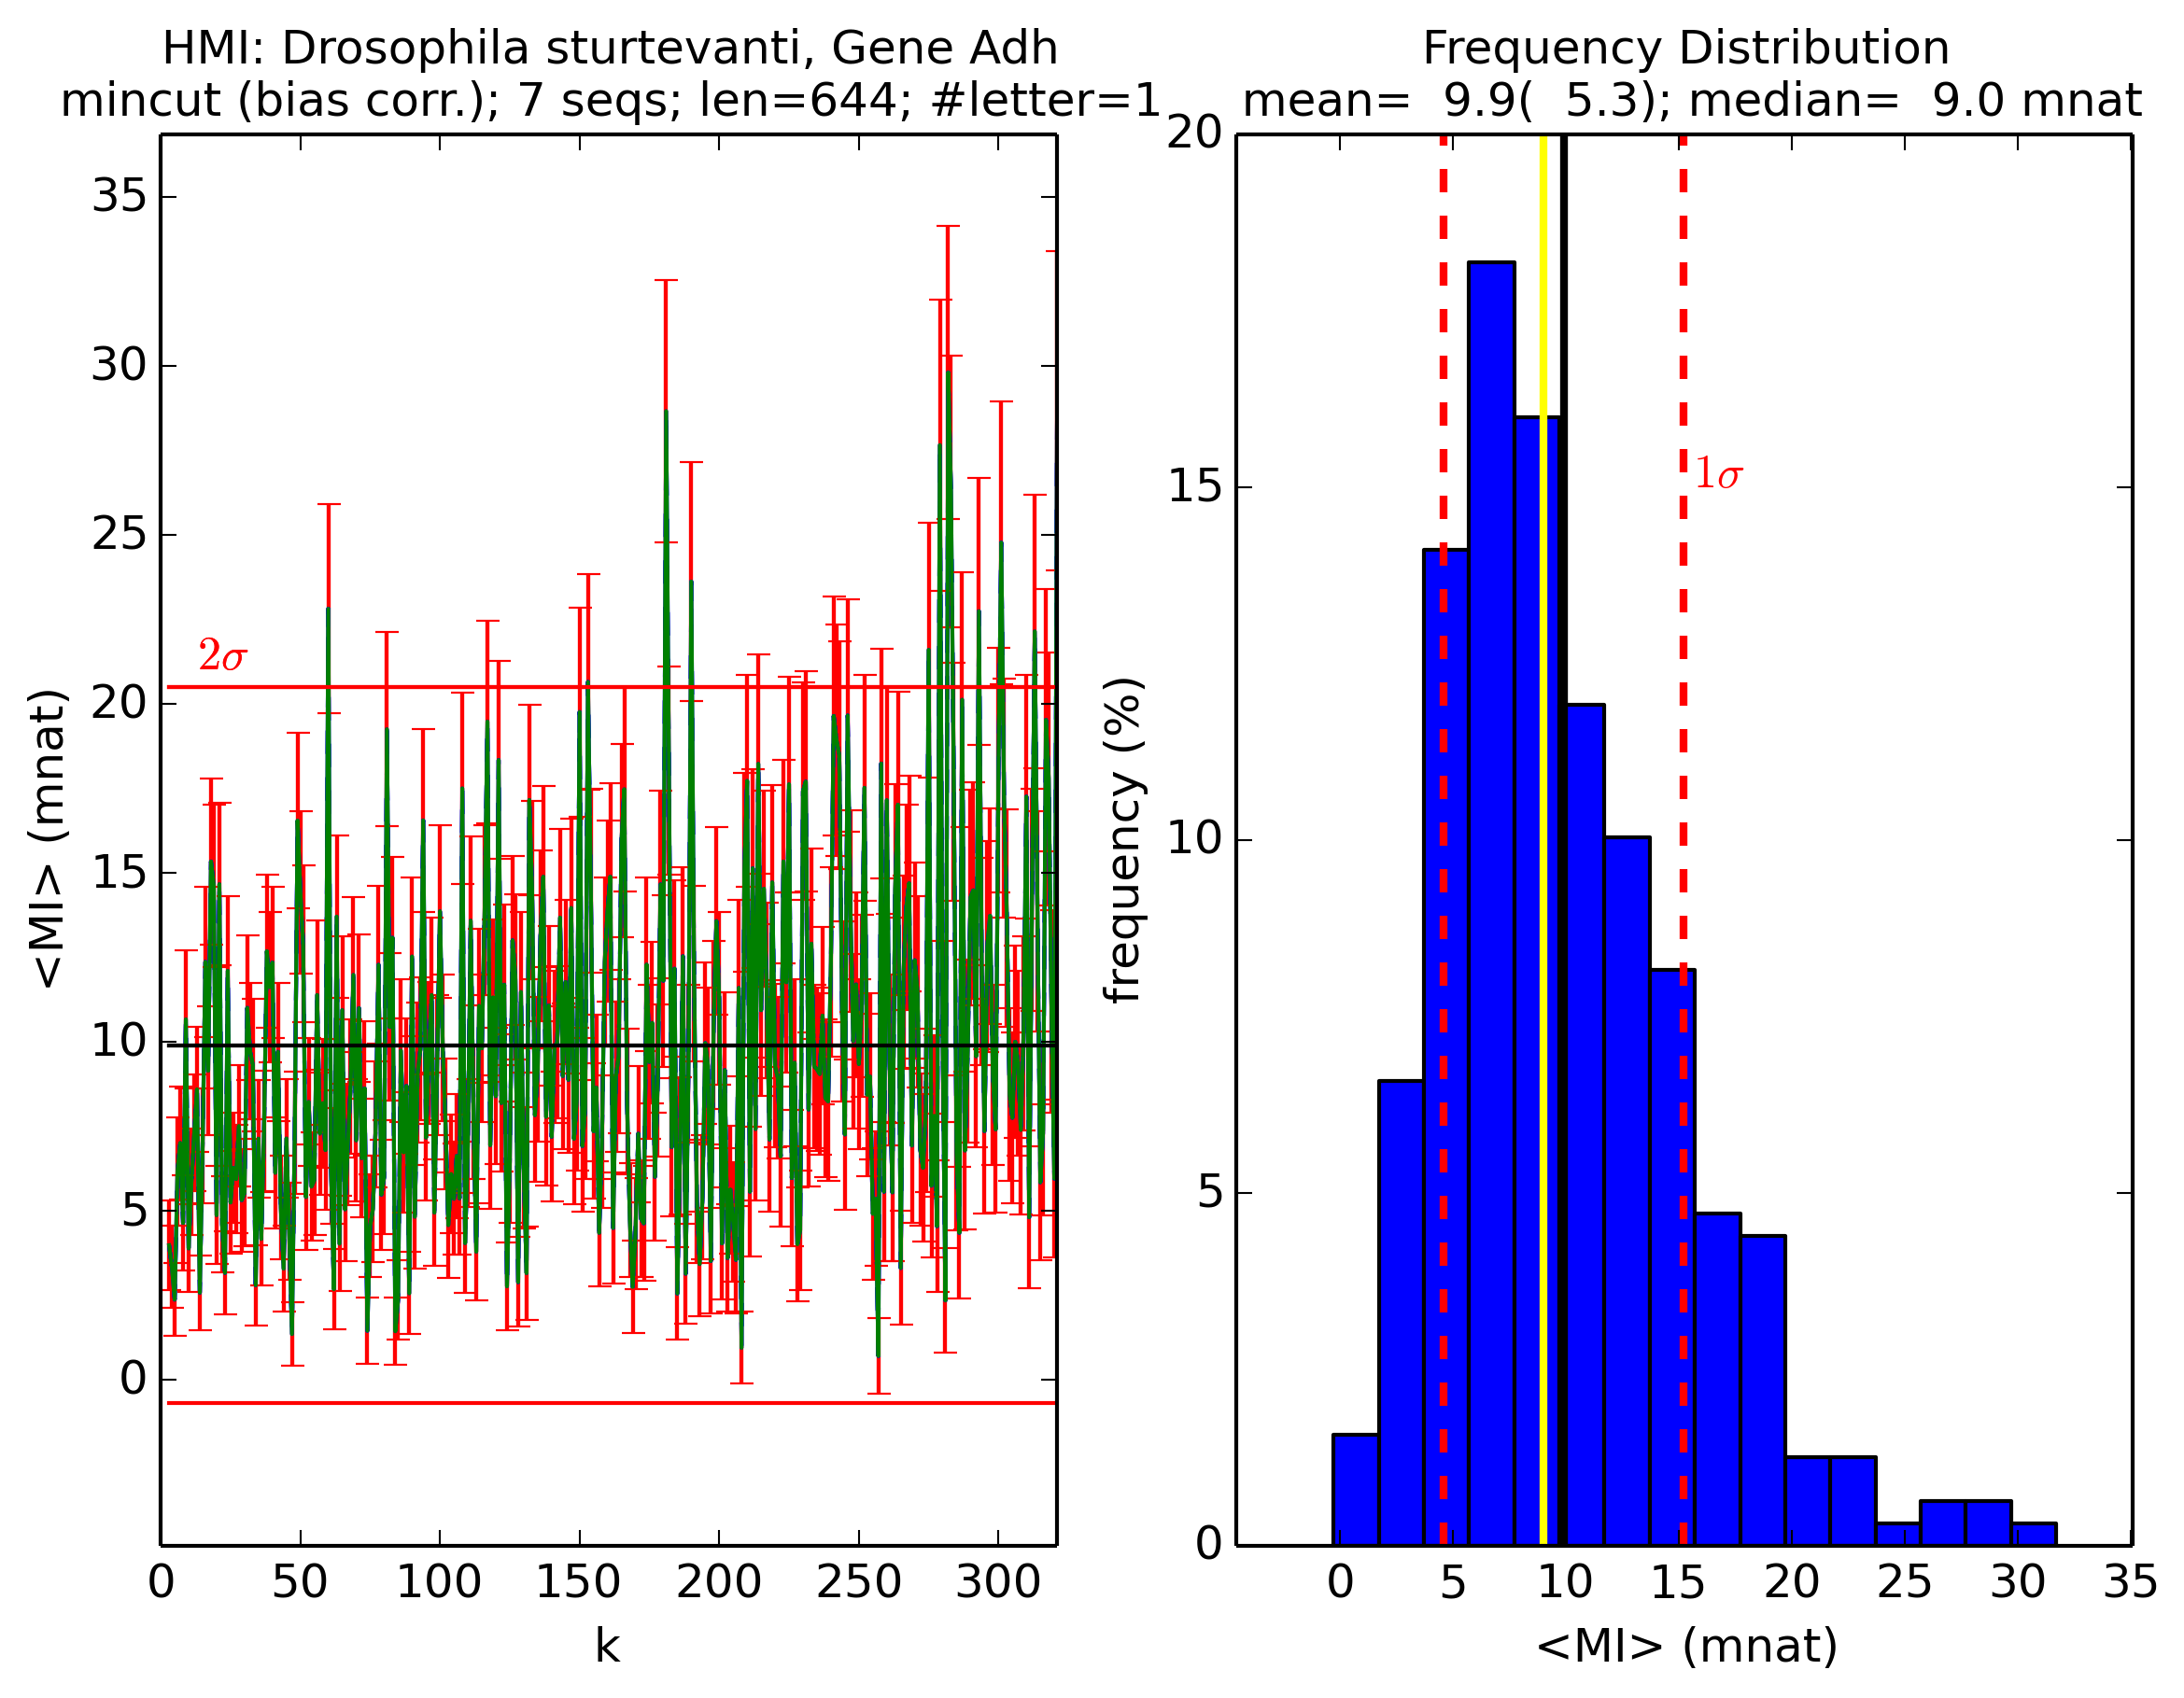 HMI: Drosophila sturtevanti, Gene Adh
mincut (bias corr.); 7 seqs; len=644; #letter=1
35
30
25
20
15
10
5
0
<MI> (mnat)
2σ
0 50 100 150 200 250 300
k
Frequency Distribution
mean= 9.9( 5.3); median= 9.0 mnat
20
15
10
5
0
frequency (%)
1σ
0 5 10 15 20 25 30 35
<MI> (mnat)